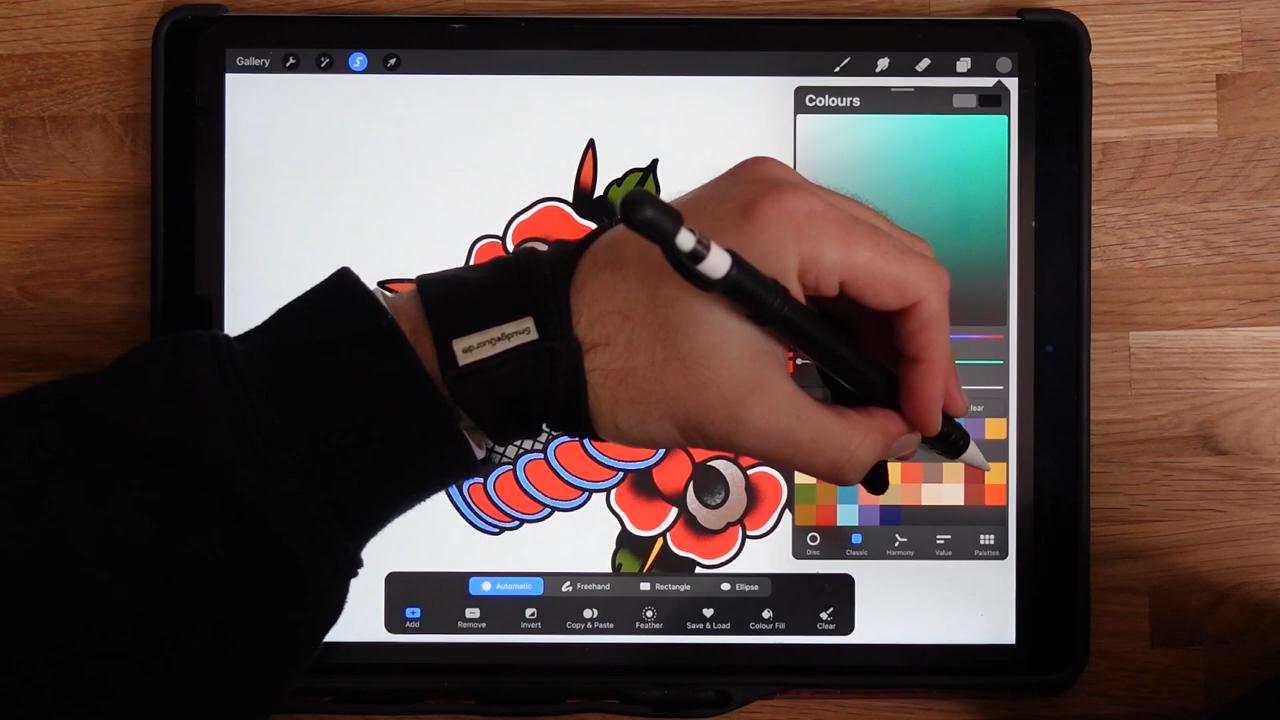 Gallery
Colours
SmudgeGuard
lear
Disc
Classic
Harmony
Value
Palettes
Automatic
Freehand
Rectangle
Ellipse
Add
Remove
Invert
Feather
Copy & Paste
Save & Load
Colour Fill
Clear